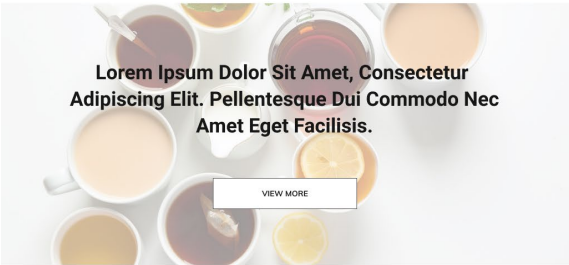 Lorem Ipsum Dolor Sit Amet, Consectetur
Adipiscing Elit. Pellentesque Dui Commodo Nec
Amet Eget Facilisis.
VIEW MORE